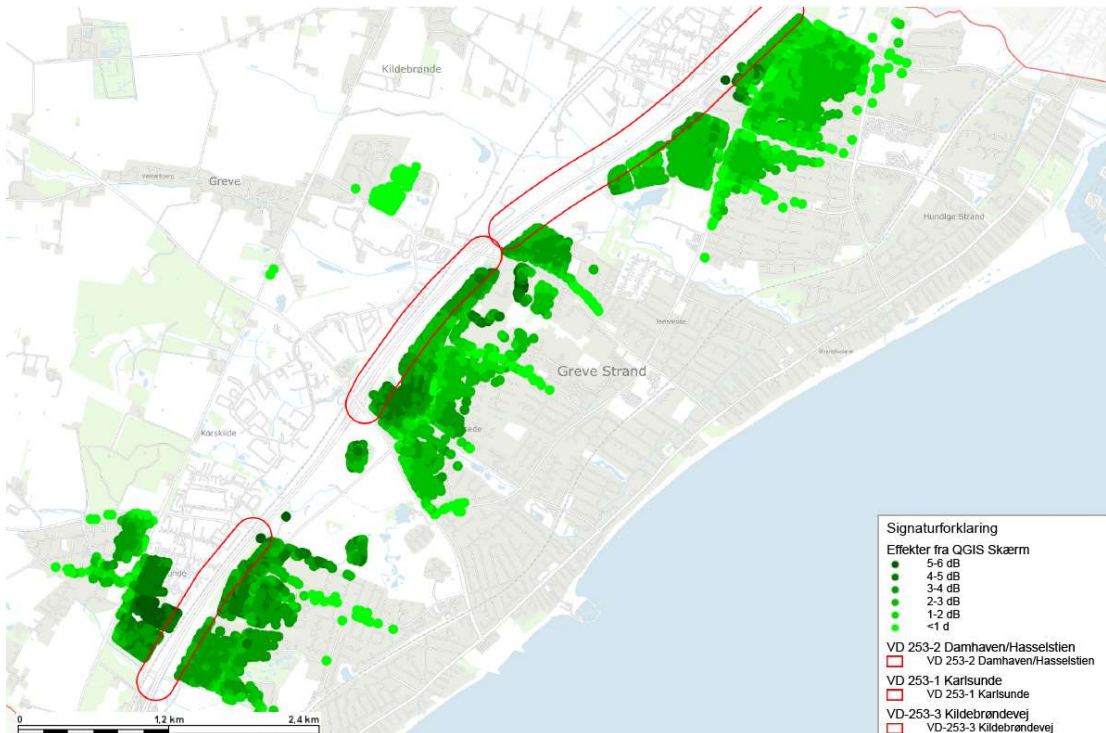 Kildebrønde
Greve
Hundige Strand
Greve Strand
Karlslunde
Signaturforklaring
Effekter fra QGIS Skærm
5-6 dB
4-5 dB
3-4 dB
2-3 dB
1-2 dB
<1 d
VD 253-2 Damhaven/Hasselstien
VD 253-2 Damhaven/Hasselstien
VD 253-1 Karlsunde
VD 253-1 Karlsunde
VD-253-3 Kildebrøndevej
VD-253-3 Kildebrøndevej
0
1,2 km
2,4 km